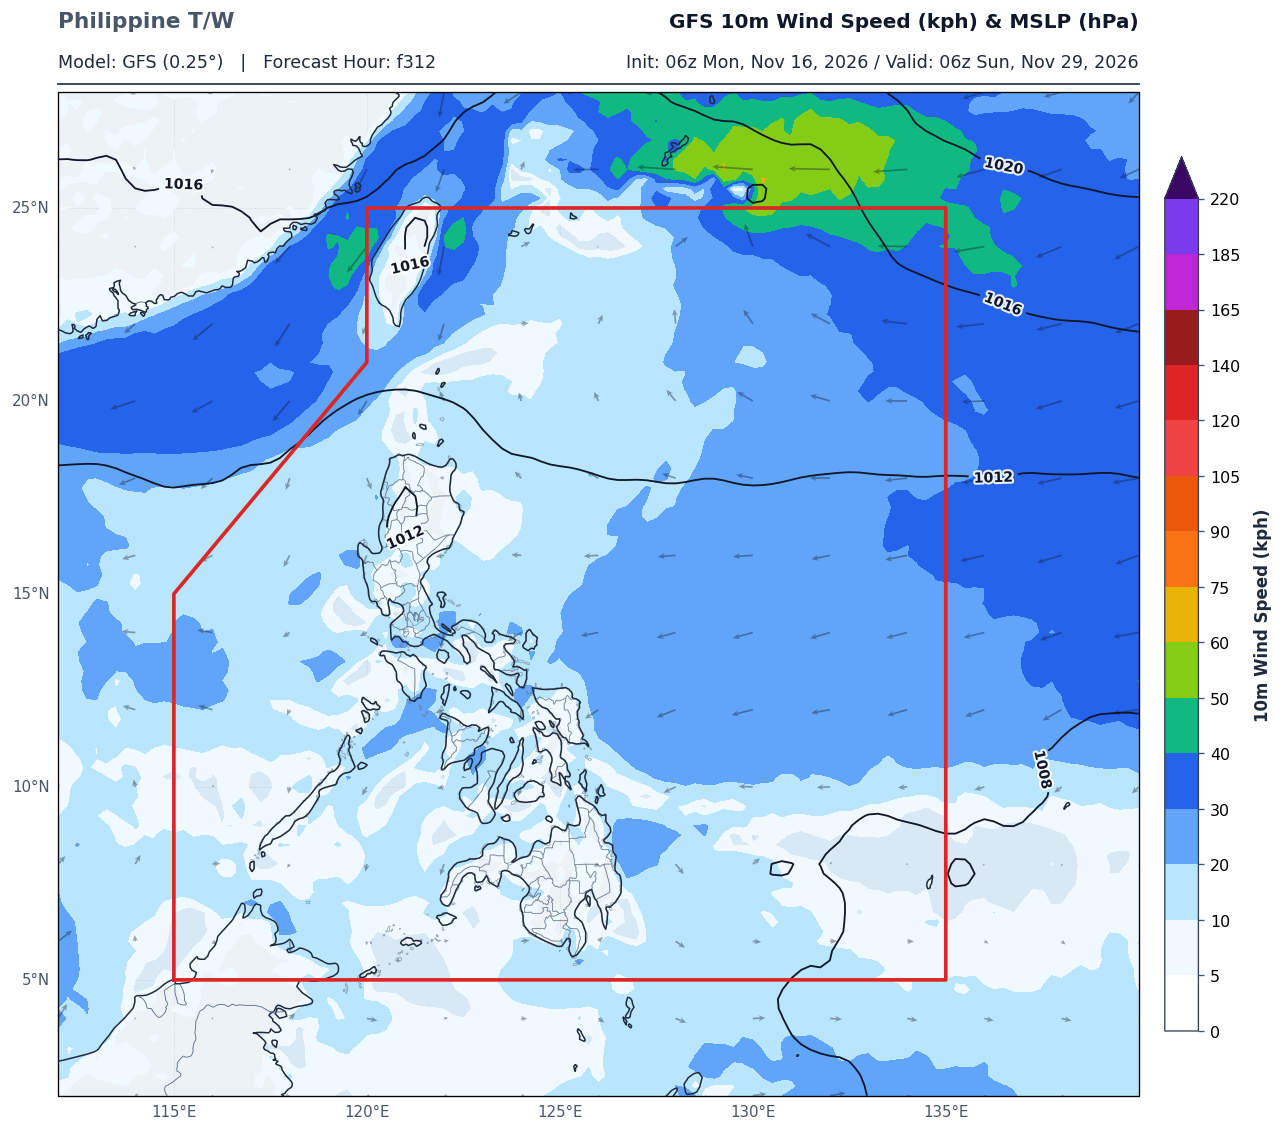 Philippine T/W
GFS 10m Wind Speed (kph) & MSLP (hPa)
Model: GFS (0.25°) | Forecast Hour: f312
Init: 06z Mon, Nov 16, 2026 / Valid: 06z Sun, Nov 29, 2026
1016
1020
1016
1016
1012
1012
1008
25°N
20°N
15°N
10°N
5°N
115°E
120°E
125°E
130°E
135°E
220
185
165
140
120
105
90
75
60
50
40
30
20
10
5
0
10m Wind Speed (kph)